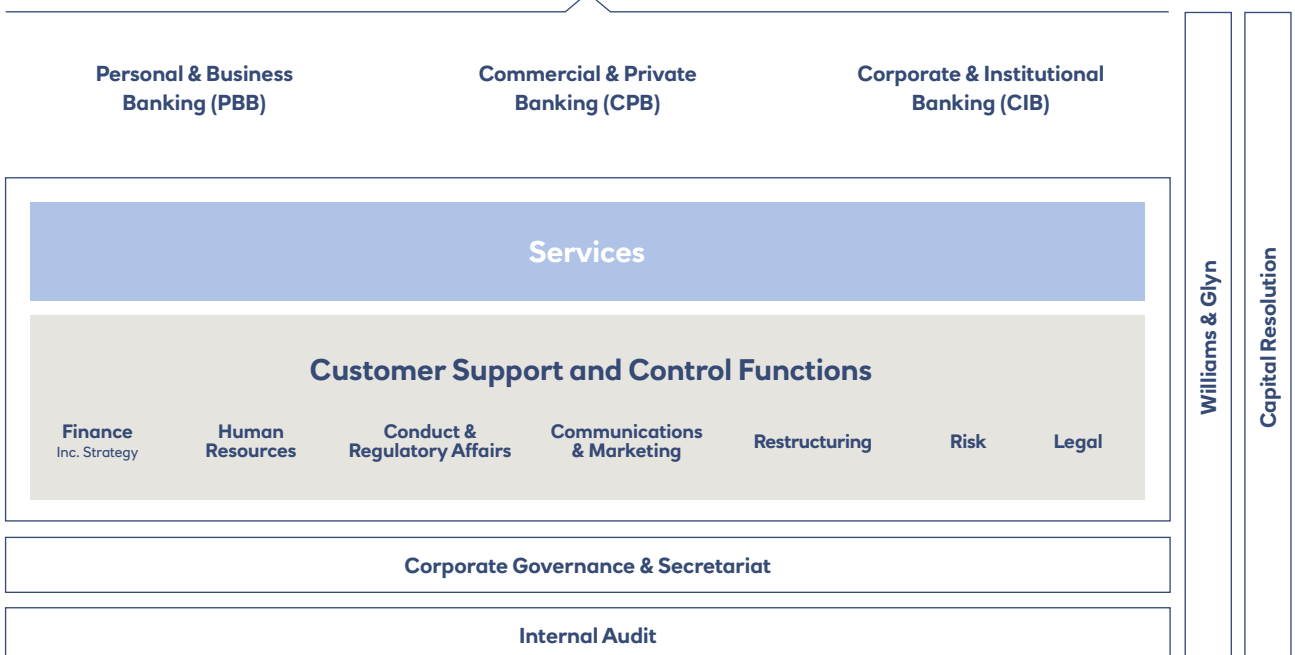 Personal & Business
Banking (PBB)
Commercial & Private
Banking (CPB)
Corporate & Institutional
Banking (CIB)
Services
Customer Support and Control Functions
Finance
Inc. Strategy
Human
Resources
Conduct &
Regulatory Affairs
Communications
& Marketing
Restructuring
Risk
Legal
Corporate Governance & Secretariat
Internal Audit
Williams & Glyn
Capital Resolution